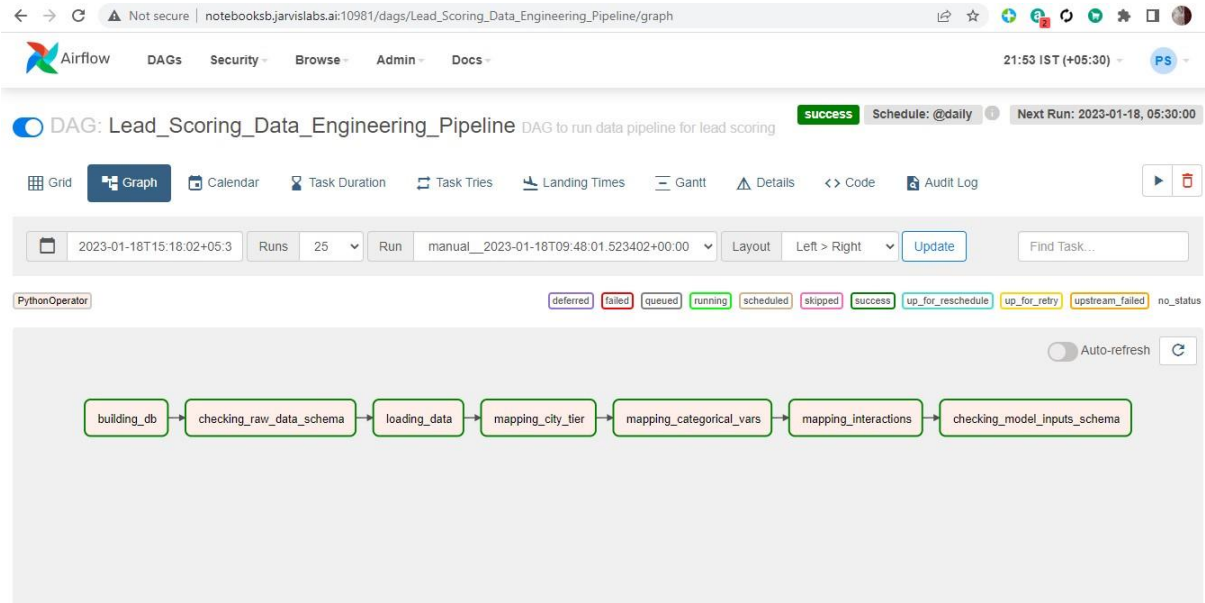 Not secure | notebooksb.jarvislabs.ai:10981/dags/Lead_Scoring_Data_Engineering_Pipeline/graph
2
Airflow DAGs Security Browse Admin Docs 21:53 IST (+05:30) PS
DAG: Lead_Scoring_Data_Engineering_Pipeline DAG to run data pipeline for lead scoring success Schedule: @daily i Next Run: 2023-01-18, 05:30:00
Grid Graph Calendar Task Duration Task Tries Landing Times Gantt Details <> Code Audit Log
2023-01-18T15:18:02+05:3 Runs 25 Run manual__2023-01-18T09:48:01.523402+00:00 Layout Left > Right Update Find Task...
PythonOperator deferred failed queued running scheduled skipped success up_for_reschedule up_for_retry upstream_failed no_status
Auto-refresh
building_db checking_raw_data_schema loading_data mapping_city_tier mapping_categorical_vars mapping_interactions checking_model_inputs_schema